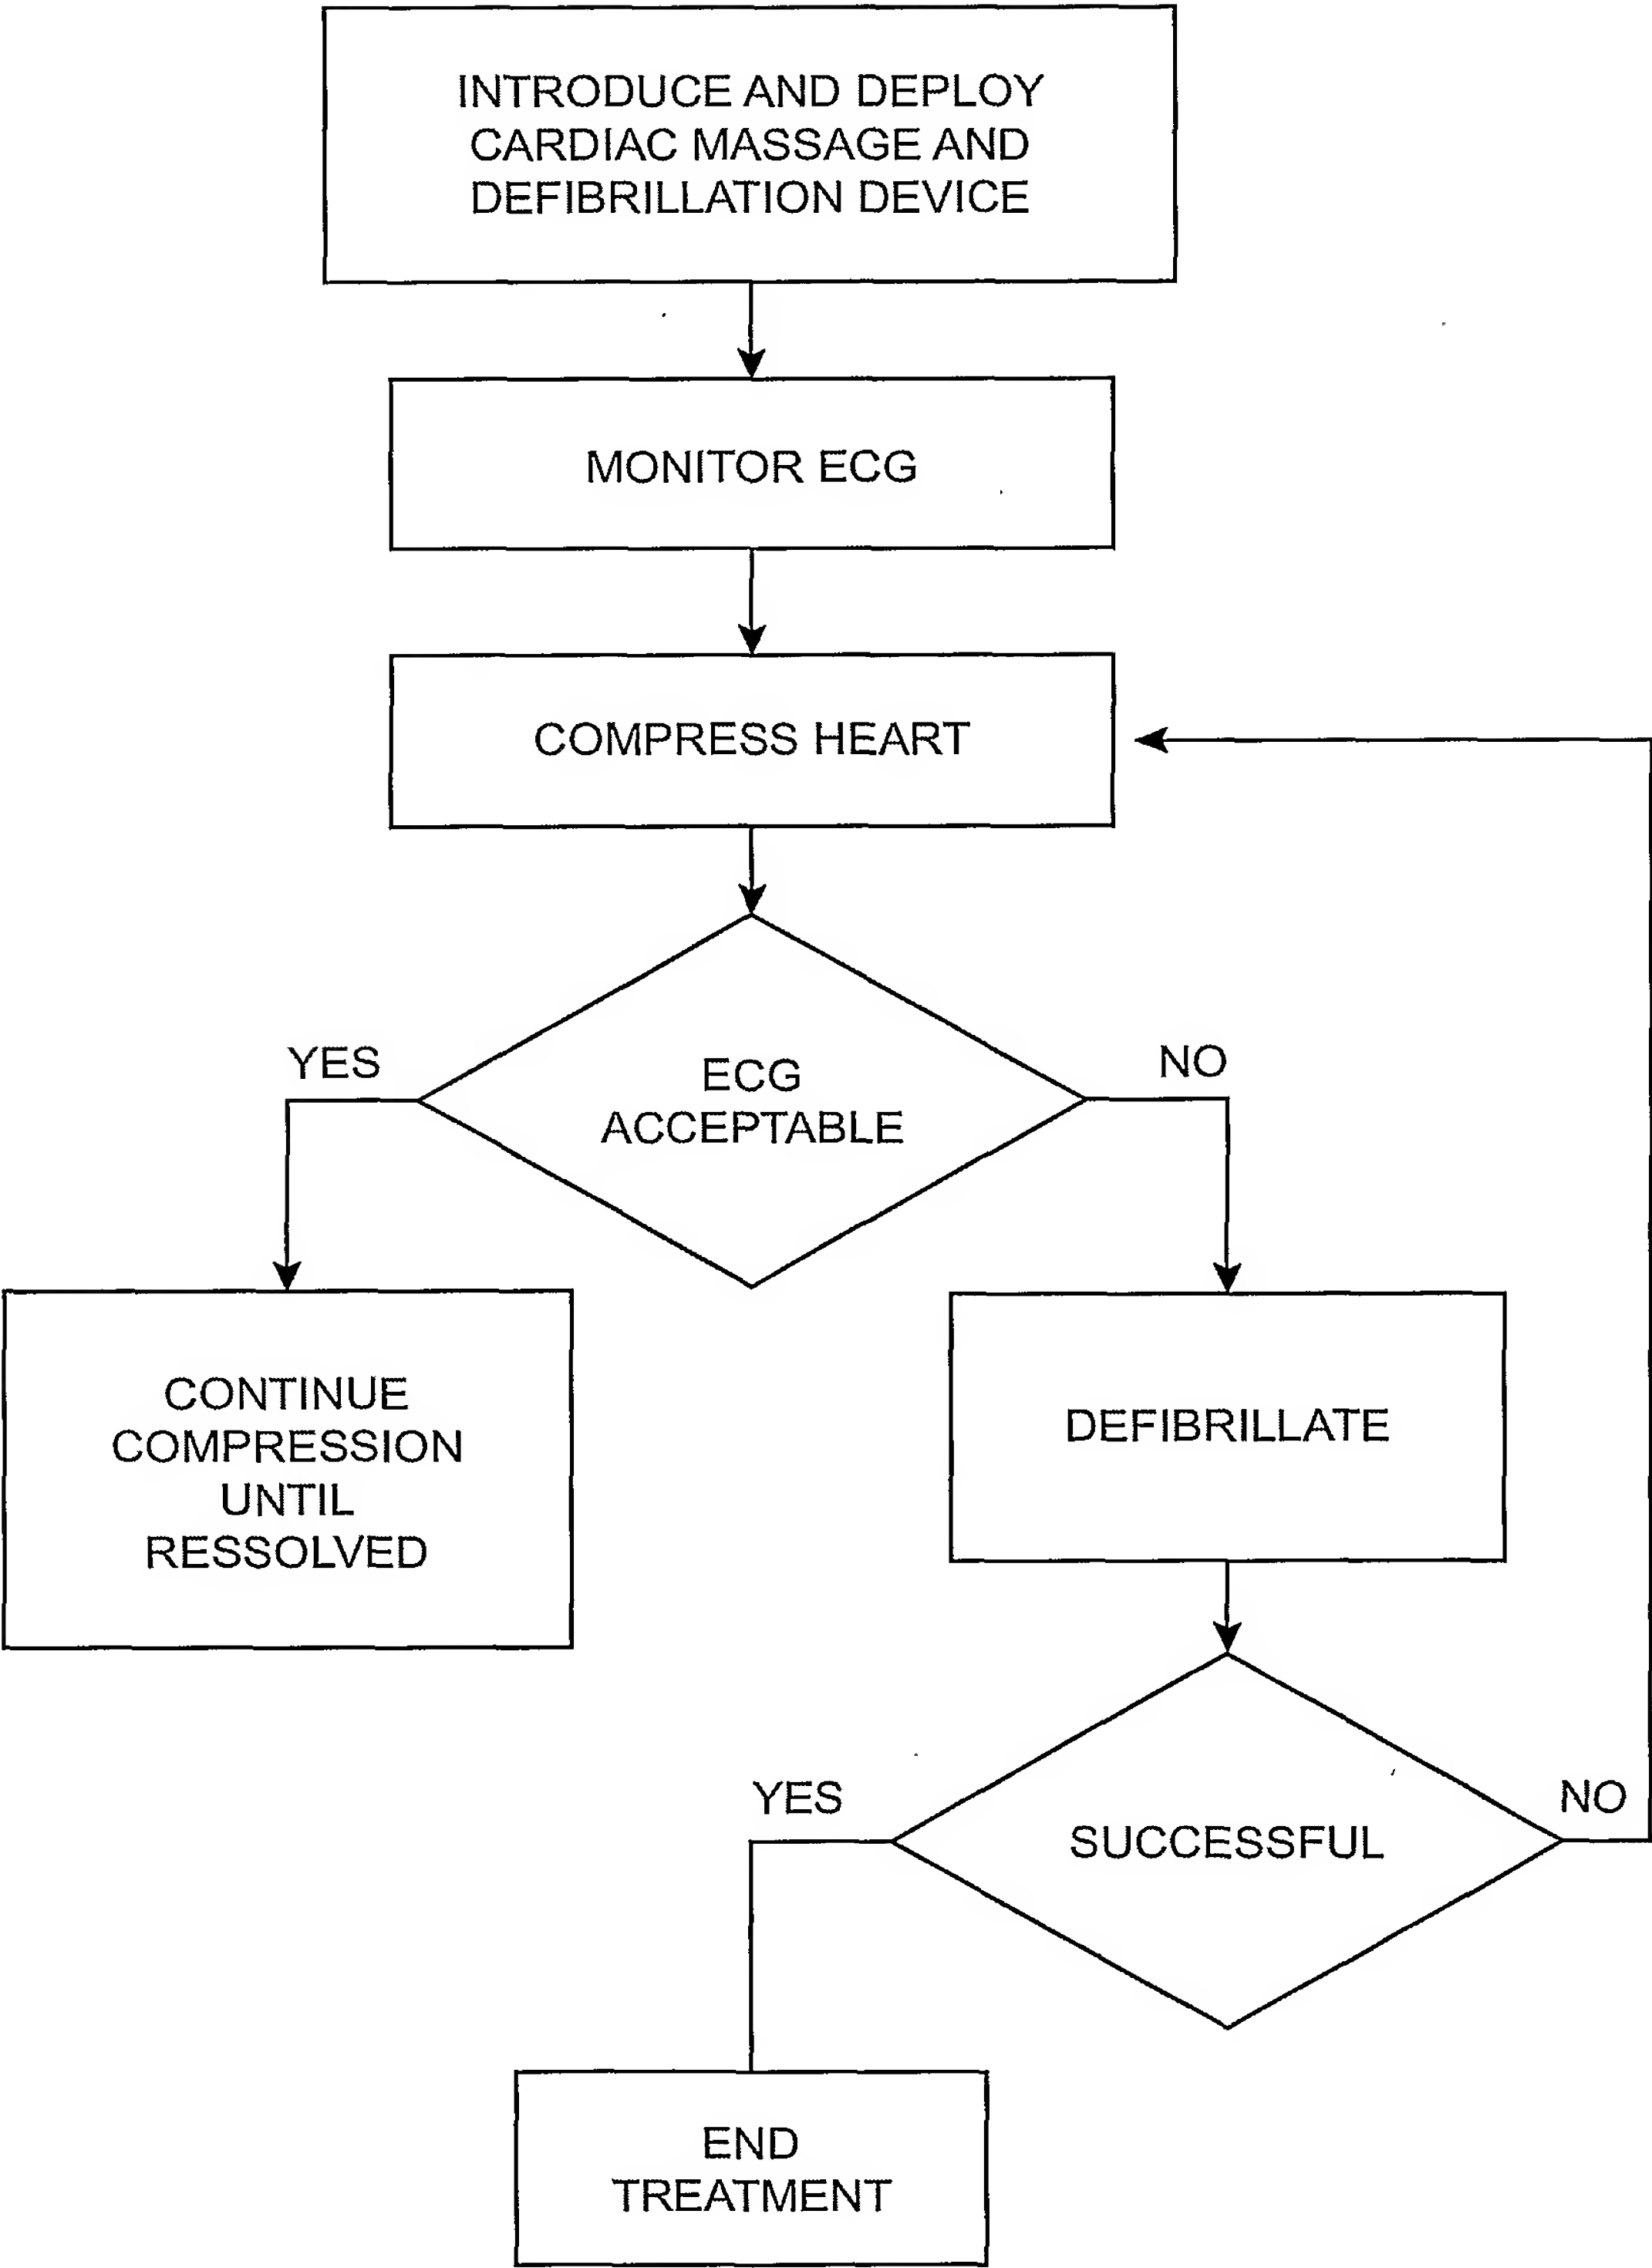 INTRODUCE AND DEPLOY
CARDIAC MASSAGE AND
DEFIBRILLATION DEVICE
MONITOR ECG
COMPRESS HEART
YES
ECG
ACCEPTABLE
NO
CONTINUE
COMPRESSION
UNTIL
RESSOLVED
DEFIBRILLATE
YES
SUCCESSFUL
NO
END
TREATMENT